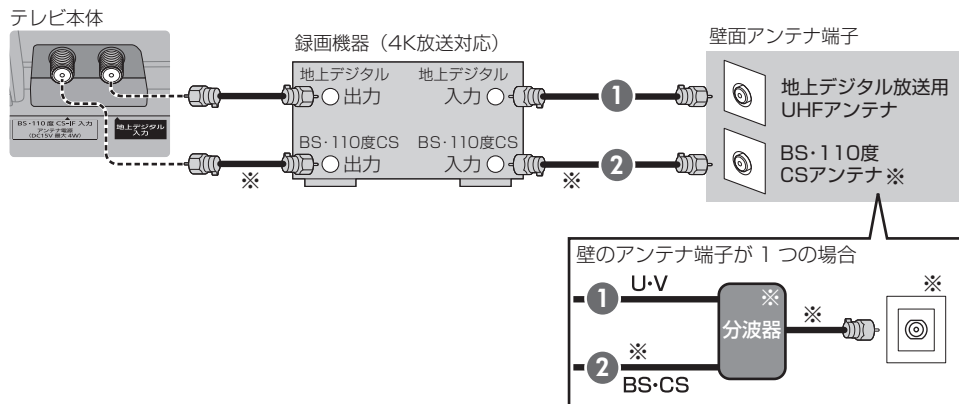 テレビ本体
BS・110度 CS-IF 入力
アンテナ電源
(DC15V 最大 4W)
地上デジタル
入力
録画機器（4K放送対応）
地上デジタル
出力
地上デジタル
入力
BS・110度CS
出力
BS・110度CS
入力
※
※
1
2
壁面アンテナ端子
地上デジタル放送用
UHFアンテナ
BS・110度
CSアンテナ※
壁のアンテナ端子が 1 つの場合
1
U・V
2
※
BS・CS
※
分波器
※
※